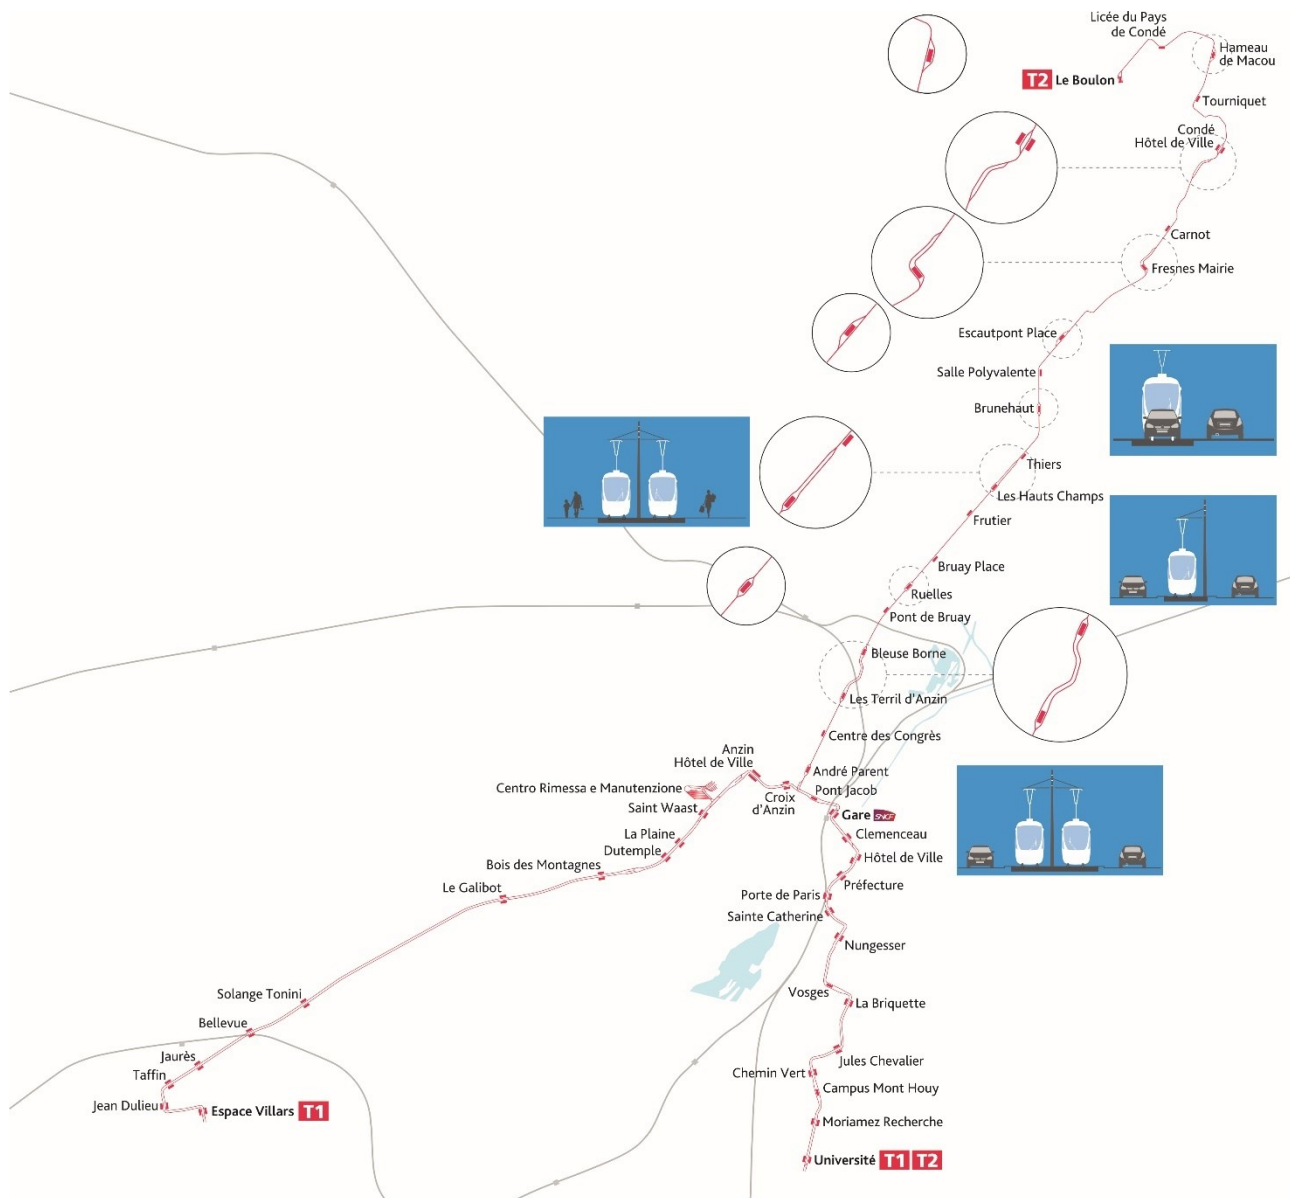 Licée du Pays
de Condé
Hameau
de Macou
T2 Le Boulon
Tourniquet
Condé
Hôtel de Ville
Carnot
Fresnes Mairie
Escautpont Place
Salle Polyvalente
Brunehaut
Thiers
Les Hauts Champs
Frutier
Bruay Place
Ruelles
Pont de Bruay
Bleuse Borne
Les Terril d'Anzin
Centre des Congrès
Anzin
Hôtel de Ville
André Parent
Centro Rimessa e Manutenzione
Pont Jacob
Croix
d'Anzin
Saint Waast
Gare SNCF
La Plaine
Clemenceau
Dutemple
Hôtel de Ville
Bois des Montagnes
Préfecture
Le Galibot
Porte de Paris
Sainte Catherine
Nungesser
Vosges
Solange Tonini
La Briquette
Bellevue
Jaurès
Jules Chevalier
Taffin
Chemin Vert
Campus Mont Houy
Jean Dulieu
Espace Villars T1
Moriamez Recherche
Université T1 T2